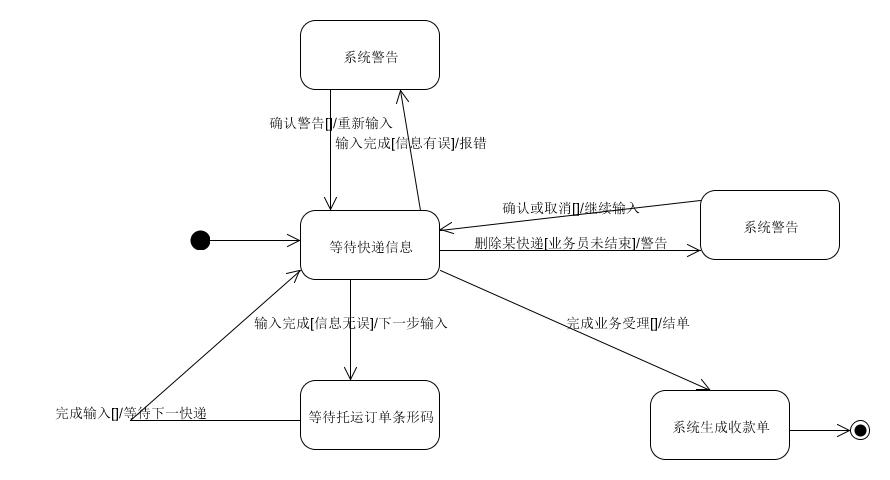 系统警告
确认警告[]/重新输入
输入完成[信息有误]/报错
确认或取消[]/继续输入
系统警告
等待快递信息
删除某快递[业务员未结束]/警告
输入完成[信息无误]/下一步输入
完成业务受理[]/结单
完成输入[]/等待下一快递
等待托运订单条形码
系统生成收款单